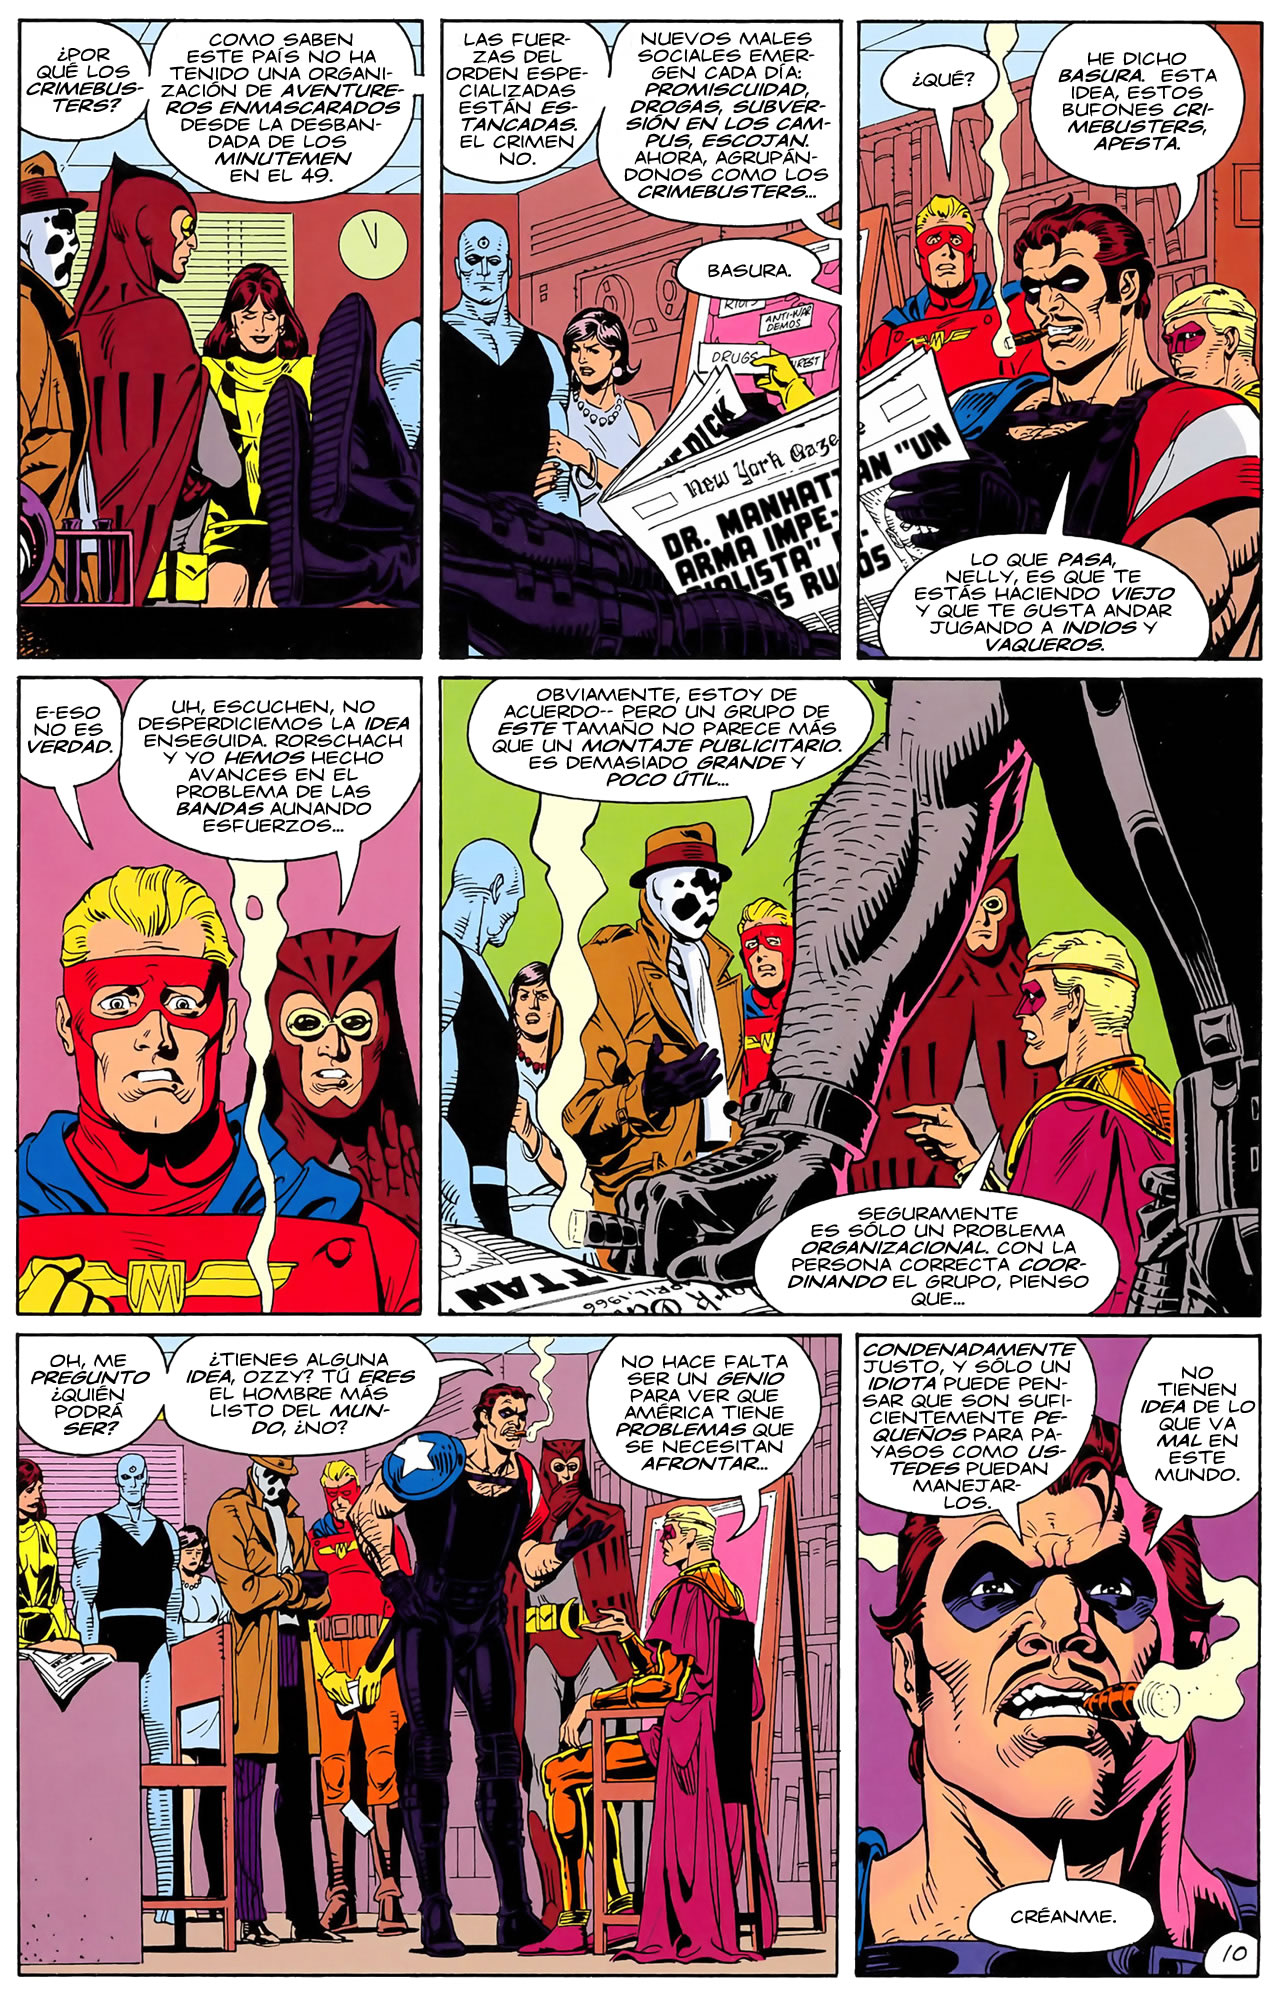 ¿POR
QUÉ LOS
CRIMEBUS-
TERS?
COMO SABEN
ESTE PAÍS NO HA
TENIDO UNA ORGANI-
ZACIÓN DE AVENTURE-
ROS ENMASCARADOS
DESDE LA DESBAN-
DADA DE LOS
MINUTEMEN
EN EL 49.
LAS FUER-
ZAS DEL
ORDEN ESPE-
CIALIZADAS
ESTÁN ES-
TANCADAS.
EL CRIMEN
NO.
NUEVOS MALES
SOCIALES EMER-
GEN CADA DÍA:
PROMISCUIDAD,
DROGAS, SUBVER-
SIÓN EN LOS CAM-
PUS, ESCOJAN.
AHORA, AGRUPÁN-
DONOS COMO LOS
CRIMEBUSTERS...
BASURA.
RIOTS
ANTI-WAR
DEMOS
DRUGS
New York Gaze
DR. MANHATTAN "UN
ARMA IMPE-
¿QUÉ?
HE DICHO
BASURA. ESTA
IDEA, ESTOS
BUFONES CRI-
MEBUSTERS,
APESTA.
LO QUE PASA,
NELLY, ES QUE TE
ESTÁS HACIENDO VIEJO
Y QUE TE GUSTA ANDAR
JUGANDO A INDIOS Y
VAQUEROS.
E-ESO
NO ES
VERDAD.
UH, ESCUCHEN, NO
DESPERDICIEMOS LA IDEA
ENSEGUIDA. RORSCHACH
Y YO HEMOS HECHO
AVANCES EN EL
PROBLEMA DE LAS
BANDAS AUNANDO
ESFUERZOS...
M
OBVIAMENTE, ESTOY DE
ACUERDO-- PERO UN GRUPO DE
ESTE TAMAÑO NO PARECE MÁS
QUE UN MONTAJE PUBLICITARIO.
ES DEMASIADO GRANDE Y
POCO ÚTIL...
SEGURAMENTE
ES SÓLO UN PROBLEMA
ORGANIZACIONAL. CON LA
PERSONA CORRECTA COOR-
DINANDO EL GRUPO, PIENSO
QUE...
TTAN
APRIL, 1966
OH, ME
PREGUNTO
¿QUIÉN
PODRÁ
SER?
¿TIENES ALGUNA
IDEA, OZZY? TÚ ERES
EL HOMBRE MÁS
LISTO DEL MUN-
DO, ¿NO?
NO HACE FALTA
SER UN GENIO
PARA VER QUE
AMÉRICA TIENE
PROBLEMAS QUE
SE NECESITAN
AFRONTAR...
CONDENADAMENTE
JUSTO, Y SÓLO UN
IDIOTA PUEDE PEN-
SAR QUE SON SUFI-
CIENTEMENTE PE-
QUEÑOS PARA PA-
YASOS COMO US-
TEDES PUEDAN
MANEJAR-
LOS.
NO
TIENEN
IDEA DE LO
QUE VA
MAL EN
ESTE
MUNDO.
CRÉANME.
10